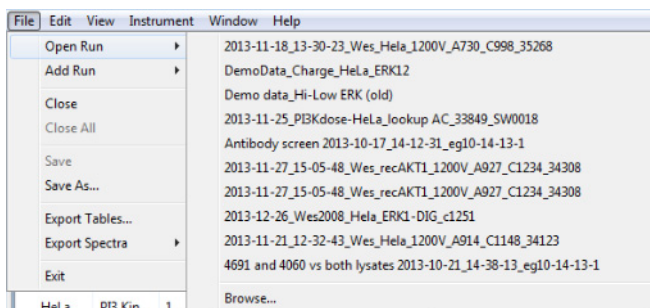 File Edit View Instrument Window Help
Open Run
Add Run
Close
Close All
Save
Save As...
Export Tables...
Export Spectra
Exit
HeLa PI3 Kin 1
2013-11-18_13-30-23_Wes_Hela_1200V_A730_C998_35268
DemoData_Charge_HeLa_ERK12
Demo data_Hi-Low ERK (old)
2013-11-25_PI3Kdose-HeLa_lookup AC_33849_SW0018
Antibody screen 2013-10-17_14-12-31_eg10-14-13-1
2013-11-27_15-05-48_Wes_recAKT1_1200V_A927_C1234_34308
2013-11-27_15-05-48_Wes_recAKT1_1200V_A927_C1234_34308
2013-12-26_Wes2008_Hela_ERK1-DIG_c1251
2013-11-21_12-32-43_Wes_Hela_1200V_A914_C1148_34123
4691 and 4060 vs both lysates 2013-10-21_14-38-13_eg10-14-13-1
Browse...